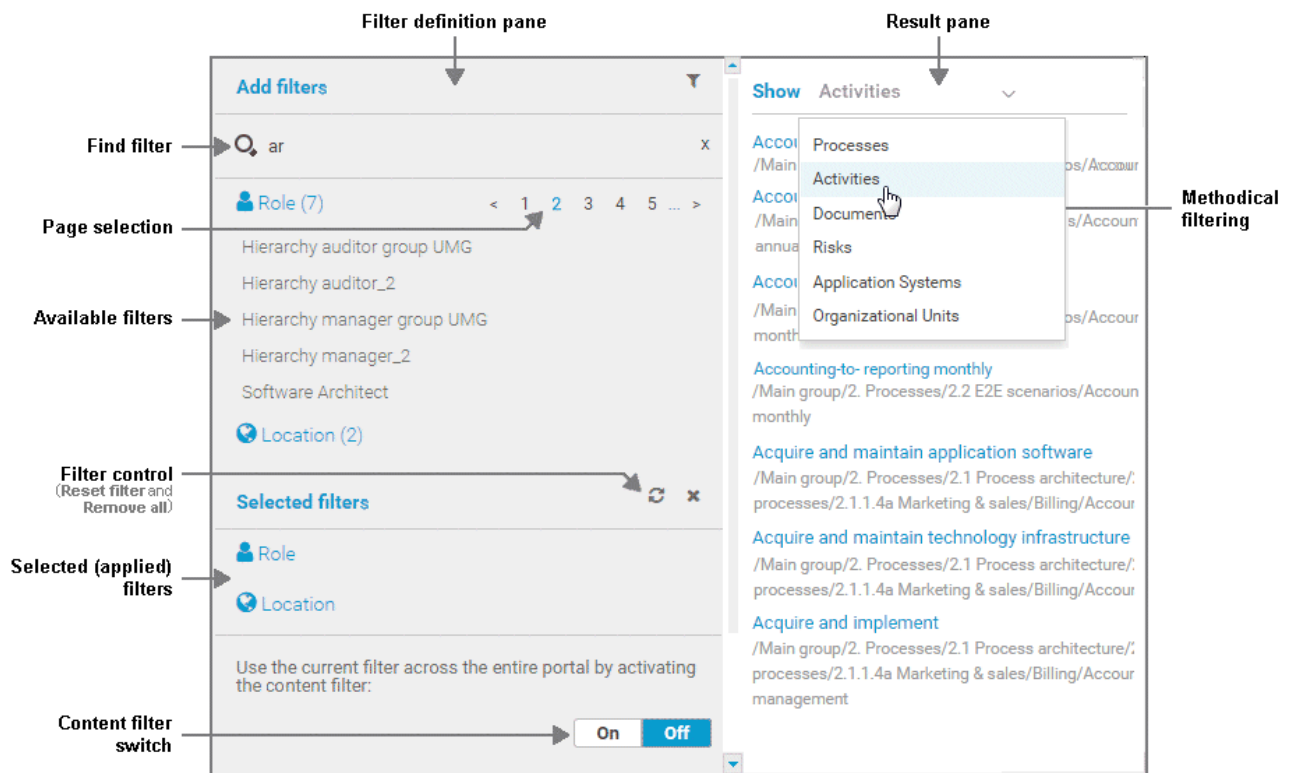 Filter definition pane
Result pane
Add filters
Show Activities
Find filter
ar
x
Processes
Activities
Documents
Risks
Application Systems
Organizational Units
Methodical
filtering
Page selection
Role (7)
< 1 2 3 4 5 ... >
Hierarchy auditor group UMG
Hierarchy auditor_2
Available filters
Hierarchy manager group UMG
Hierarchy manager_2
Software Architect
Location (2)
/Main
/Main
annua
/Main
month
Accounting-to- reporting monthly
/Main group/2. Processes/2.2 E2E scenarios/Accoun
monthly
Filter control
(Reset filter and
Remove all)
Selected filters
Acquire and maintain application software
/Main group/2. Processes/2.1 Process architecture/
processes/2.1.1.4a Marketing & sales/Billing/Accour
Selected (applied)
filters
Role
Location
Acquire and maintain technology infrastructure
/Main group/2. Processes/2.1 Process architecture/
processes/2.1.1.4a Marketing & sales/Billing/Accour
Acquire and implement
/Main group/2. Processes/2.1 Process architecture/
processes/2.1.1.4a Marketing & sales/Billing/Accour
management
Use the current filter across the entire portal by activating
the content filter:
Content filter
switch
On Off